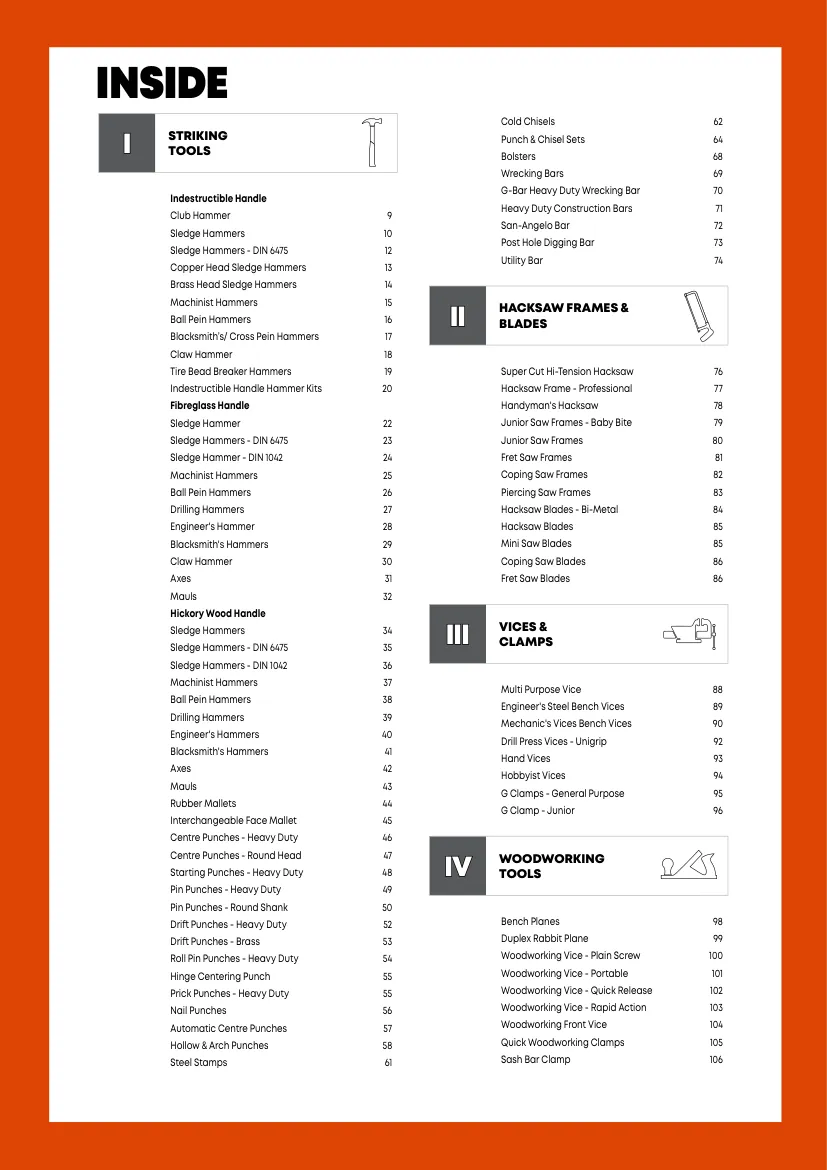 INSIDE
I
STRIKING
TOOLS
Indestructible Handle
Club Hammer 9
Sledge Hammers 10
Sledge Hammers - DIN 6475 12
Copper Head Sledge Hammers 13
Brass Head Sledge Hammers 14
Machinist Hammers 15
Ball Pein Hammers 16
Blacksmith's/ Cross Pein Hammers 17
Claw Hammer 18
Tire Bead Breaker Hammers 19
Indestructible Handle Hammer Kits 20
Fibreglass Handle
Sledge Hammer 22
Sledge Hammers - DIN 6475 23
Sledge Hammer - DIN 1042 24
Machinist Hammers 25
Ball Pein Hammers 26
Drilling Hammers 27
Engineer's Hammer 28
Blacksmith's Hammers 29
Claw Hammer 30
Axes 31
Mauls 32
Hickory Wood Handle
Sledge Hammers 34
Sledge Hammers - DIN 6475 35
Sledge Hammers - DIN 1042 36
Machinist Hammers 37
Ball Pein Hammers 38
Drilling Hammers 39
Engineer's Hammers 40
Blacksmith's Hammers 41
Axes 42
Mauls 43
Rubber Mallets 44
Interchangeable Face Mallet 45
Centre Punches - Heavy Duty 46
Centre Punches - Round Head 47
Starting Punches - Heavy Duty 48
Pin Punches - Heavy Duty 49
Pin Punches - Round Shank 50
Drift Punches - Heavy Duty 52
Drift Punches - Brass 53
Roll Pin Punches - Heavy Duty 54
Hinge Centering Punch 55
Prick Punches - Heavy Duty 55
Nail Punches 56
Automatic Centre Punches 57
Hollow & Arch Punches 58
Steel Stamps 61
Cold Chisels 62
Punch & Chisel Sets 64
Bolsters 68
Wrecking Bars 69
G-Bar Heavy Duty Wrecking Bar 70
Heavy Duty Construction Bars 71
San-Angelo Bar 72
Post Hole Digging Bar 73
Utility Bar 74
II
HACKSAW FRAMES &
BLADES
Super Cut Hi-Tension Hacksaw 76
Hacksaw Frame - Professional 77
Handyman's Hacksaw 78
Junior Saw Frames - Baby Bite 79
Junior Saw Frames 80
Fret Saw Frames 81
Coping Saw Frames 82
Piercing Saw Frames 83
Hacksaw Blades - Bi-Metal 84
Hacksaw Blades 85
Mini Saw Blades 85
Coping Saw Blades 86
Fret Saw Blades 86
III
VICES &
CLAMPS
Multi Purpose Vice 88
Engineer's Steel Bench Vices 89
Mechanic's Vices Bench Vices 90
Drill Press Vices - Unigrip 92
Hand Vices 93
Hobbyist Vices 94
G Clamps - General Purpose 95
G Clamp - Junior 96
IV
WOODWORKING
TOOLS
Bench Planes 98
Duplex Rabbit Plane 99
Woodworking Vice - Plain Screw 100
Woodworking Vice - Portable 101
Woodworking Vice - Quick Release 102
Woodworking Vice - Rapid Action 103
Woodworking Front Vice 104
Quick Woodworking Clamps 105
Sash Bar Clamp 106